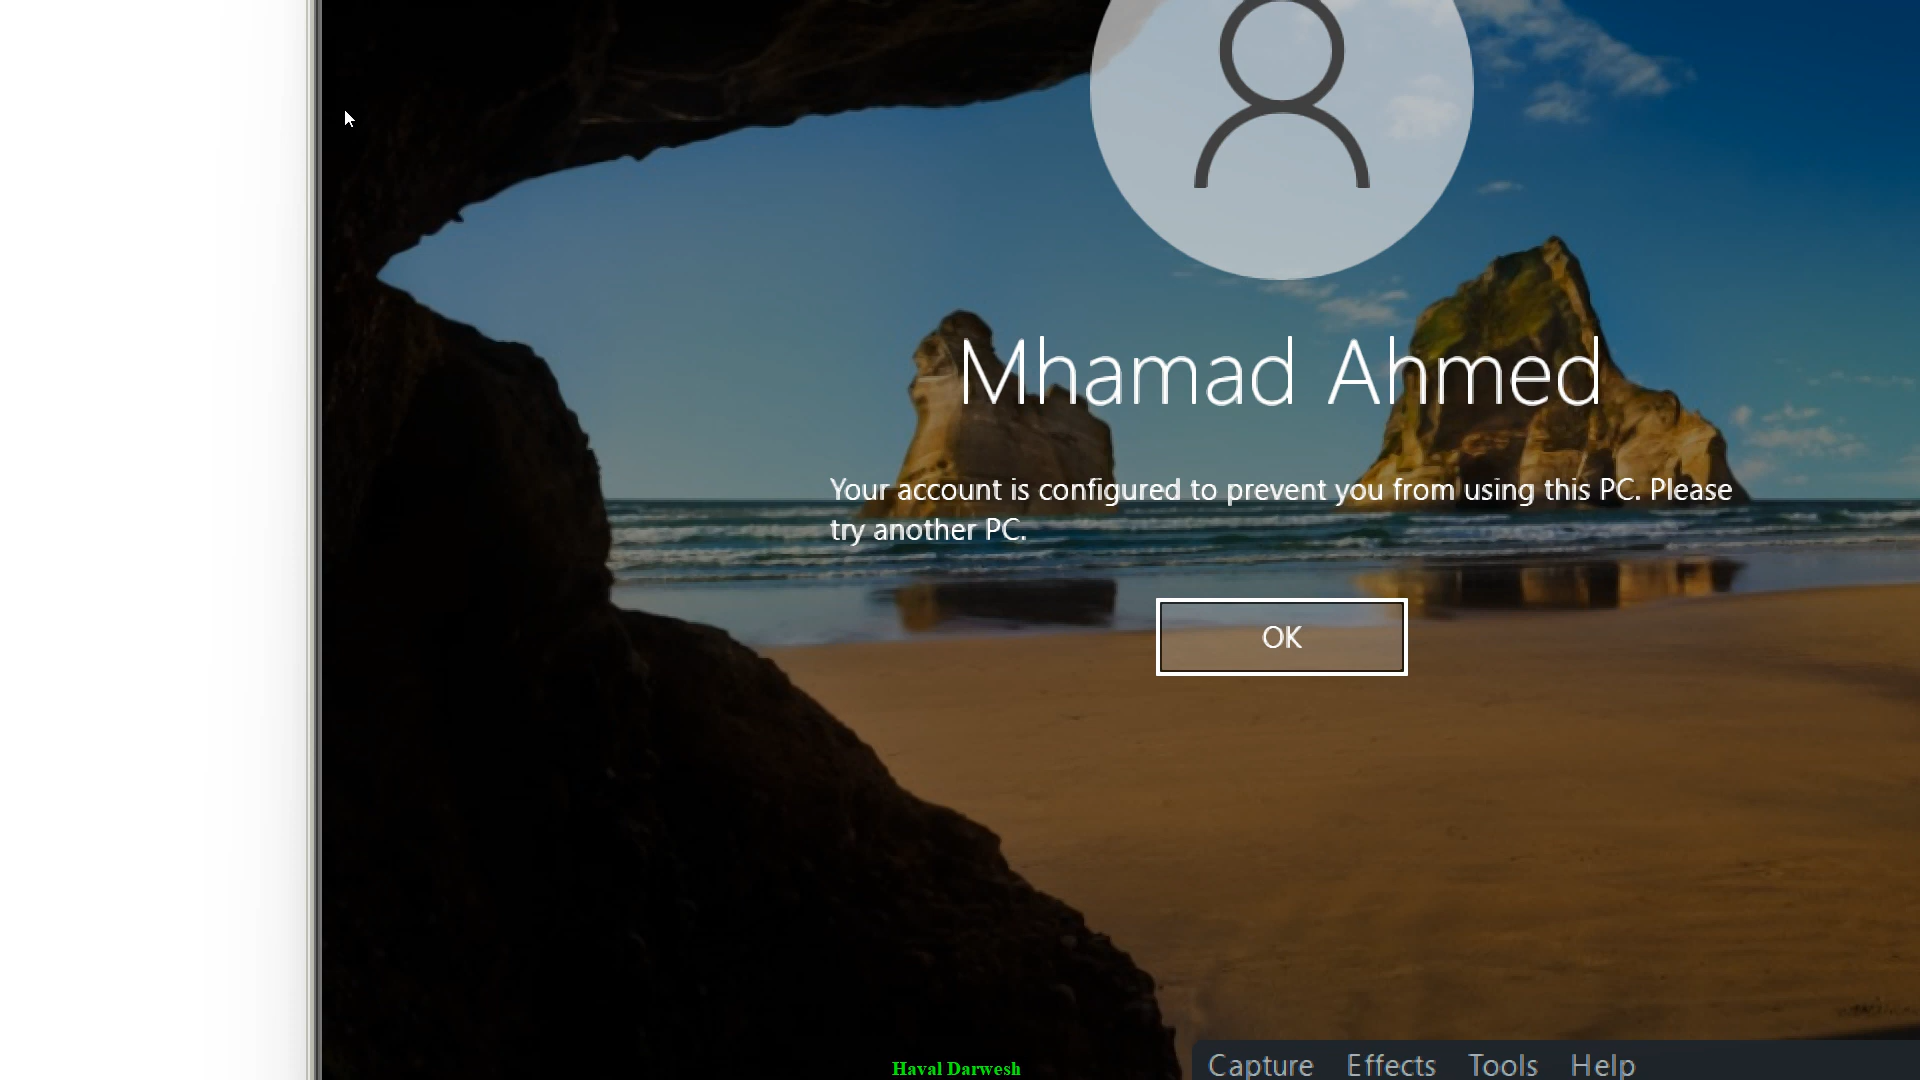 Mhamad Ahmed
Your account is configured to prevent you from using this PC. Please
try another PC.
OK
Haval Darwesh
Capture Effects Tools Help